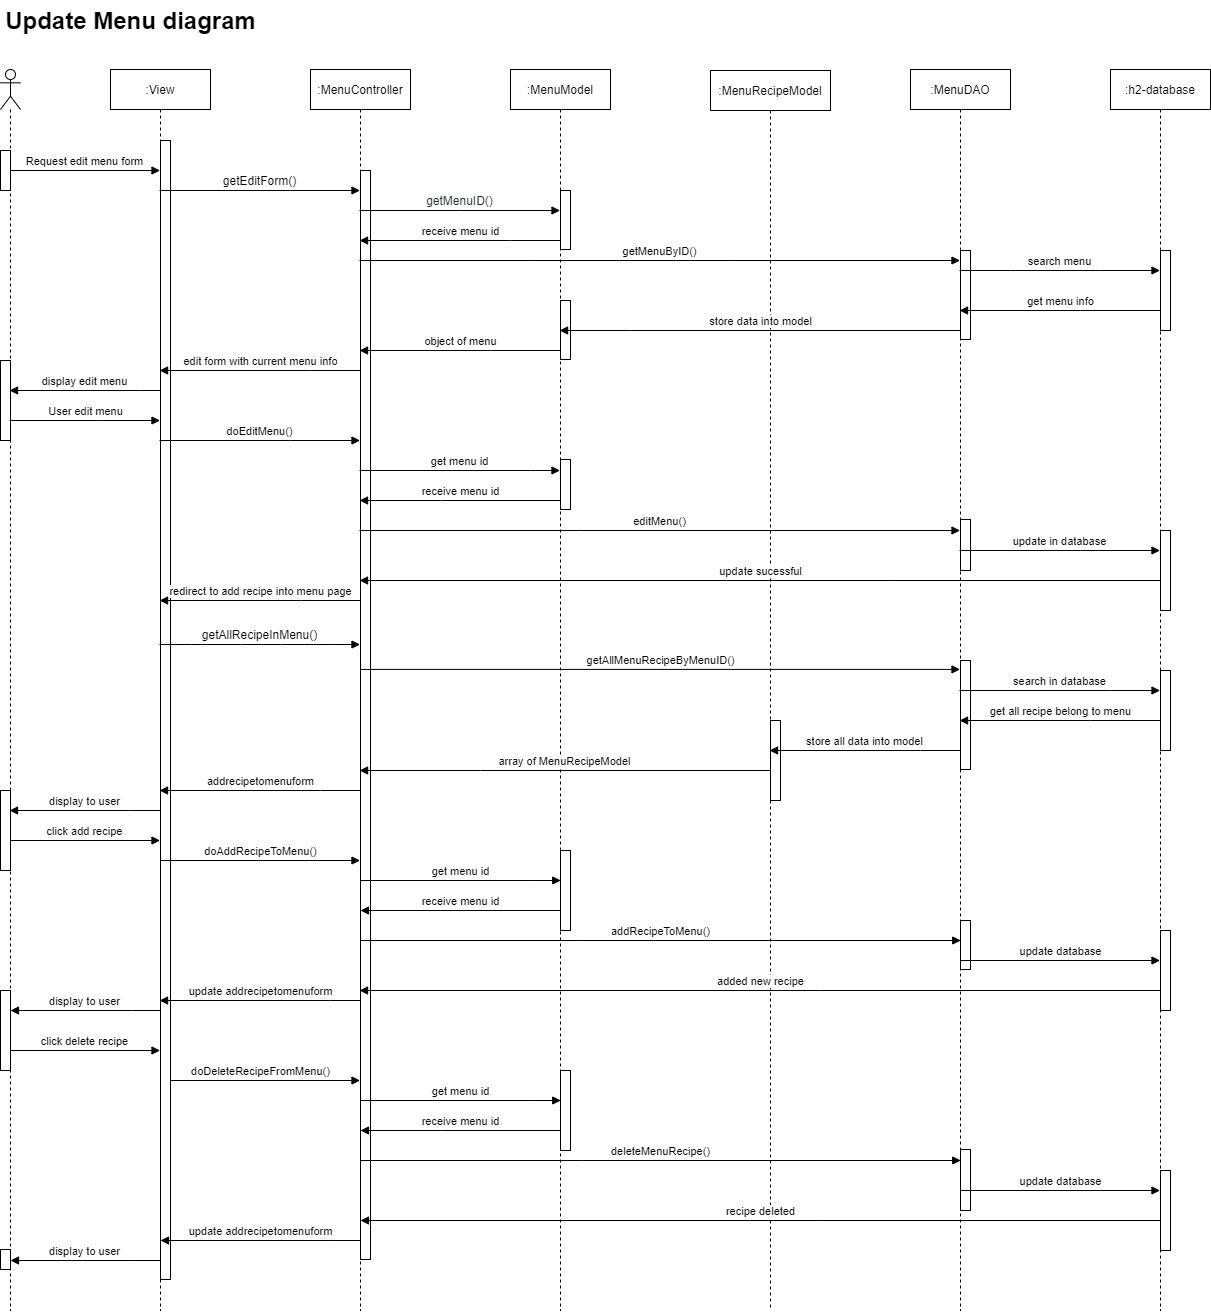 Update Menu diagram
:View
:MenuController
:MenuModel
:MenuRecipeModel
:MenuDAO
:h2-database
Request edit menu form
getEditForm()
getMenuID()
receive menu id
getMenuByID()
search menu
get menu info
store data into model
object of menu
edit form with current menu info
display edit menu
User edit menu
doEditMenu()
get menu id
receive menu id
editMenu()
update in database
update sucessful
redirect to add recipe into menu page
getAllRecipeInMenu()
getAllMenuRecipeByMenuID()
search in database
get all recipe belong to menu
store all data into model
array of MenuRecipeModel
addrecipetomenuform
display to user
click add recipe
doAddRecipeToMenu()
get menu id
receive menu id
addRecipeToMenu()
update database
added new recipe
update addrecipetomenuform
display to user
click delete recipe
doDeleteRecipeFromMenu()
get menu id
receive menu id
deleteMenuRecipe()
update database
recipe deleted
update addrecipetomenuform
display to user